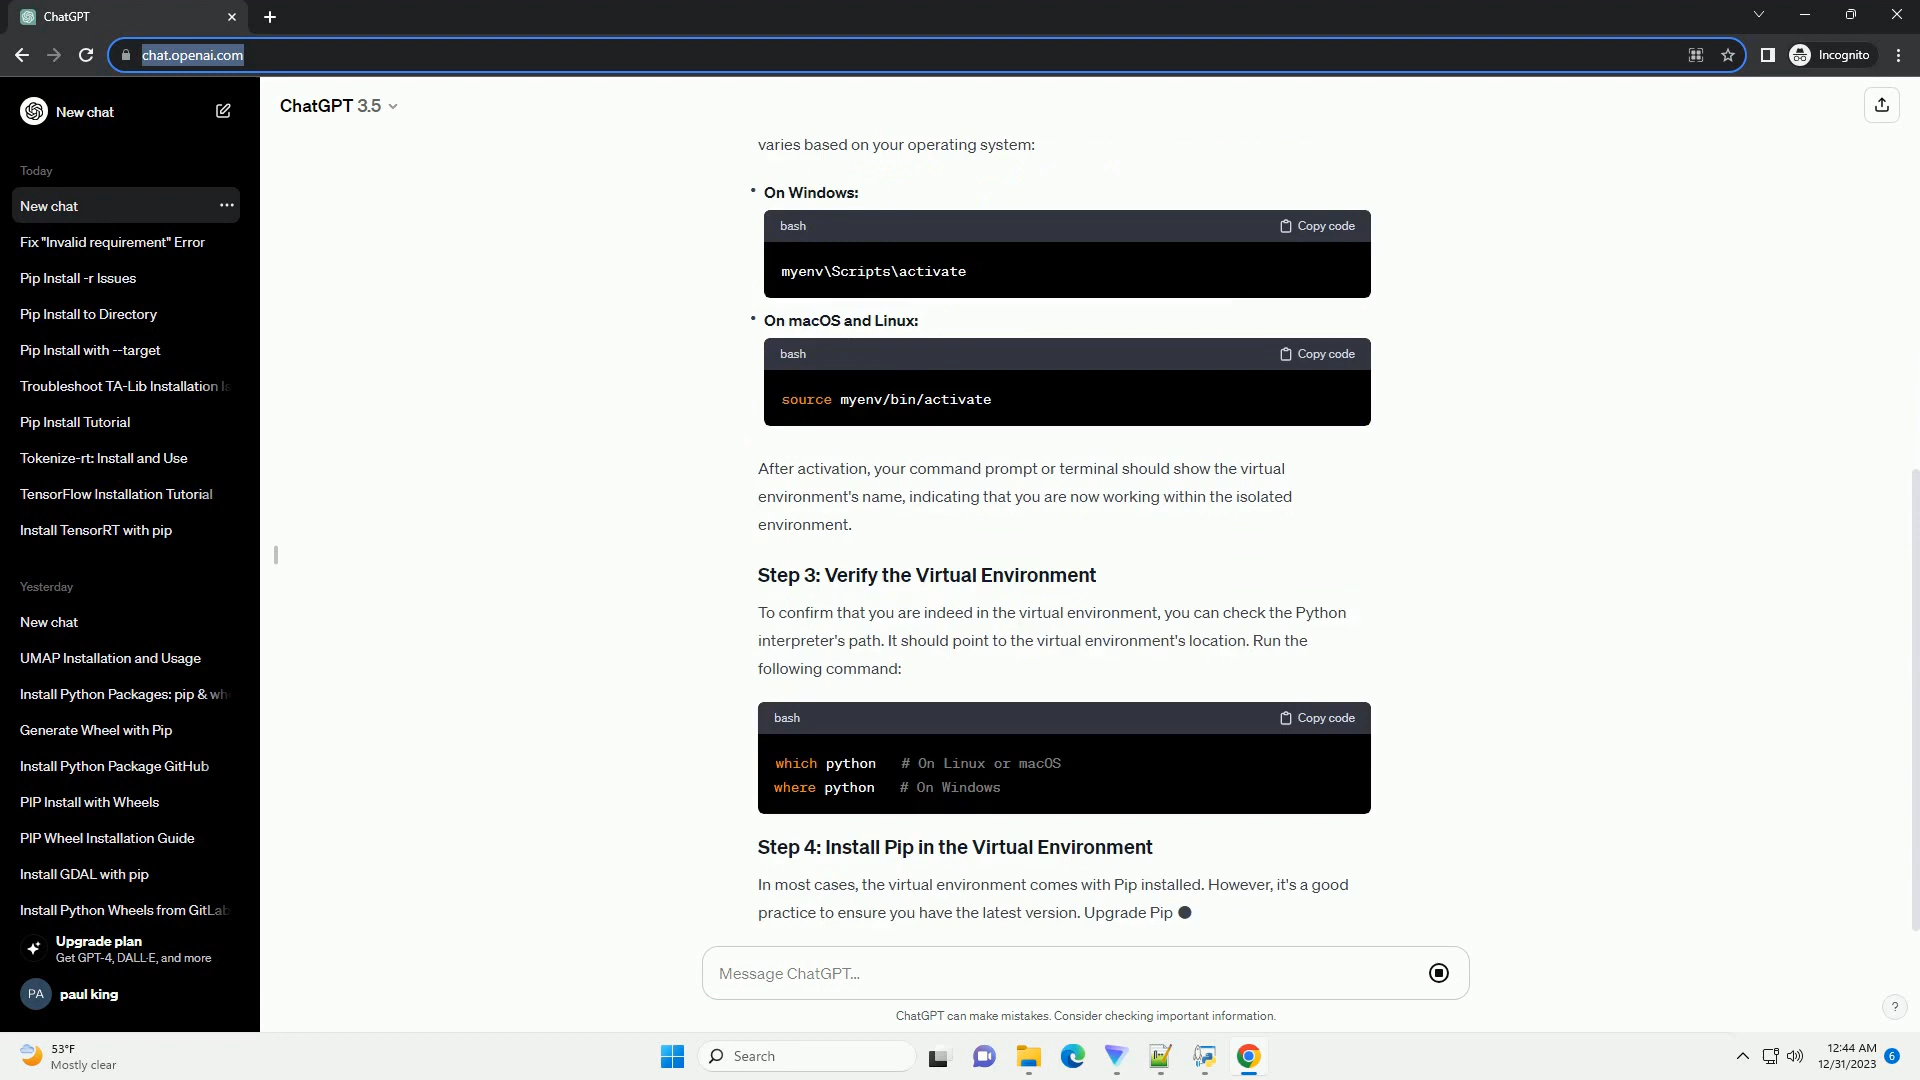 ChatGPT
chat.openai.com
Incognito
New chat
Today
New chat
Fix "Invalid requirement" Error
Pip Install -r Issues
Pip Install to Directory
Pip Install with --target
Troubleshoot TA-Lib Installation
Pip Install Tutorial
Tokenize-rt: Install and Use
TensorFlow Installation Tutorial
Install TensorRT with pip
Yesterday
New chat
UMAP Installation and Usage
Install Python Packages: pip &
Generate Wheel with Pip
Install Python Package GitHub
PIP Install with Wheels
PIP Wheel Installation Guide
Install GDAL with pip
Install Python Wheels from GitLab
Upgrade plan
Get GPT-4, DALL·E, and more
PA paul king
ChatGPT 3.5
varies based on your operating system:
• On Windows:
bash Copy code
myenv\Scripts\activate
• On macOS and Linux:
bash Copy code
source myenv/bin/activate
After activation, your command prompt or terminal should show the virtual
environment's name, indicating that you are now working within the isolated
environment.
Step 3: Verify the Virtual Environment
To confirm that you are indeed in the virtual environment, you can check the Python
interpreter's path. It should point to the virtual environment's location. Run the
following command:
bash Copy code
which python # On Linux or macOS
where python # On Windows
Step 4: Install Pip in the Virtual Environment
In most cases, the virtual environment comes with Pip installed. However, it's a good
practice to ensure you have the latest version. Upgrade Pip
Message ChatGPT...
ChatGPT can make mistakes. Consider checking important information.
?
53°F
Mostly clear
Search
12:44 AM
12/31/2023
6